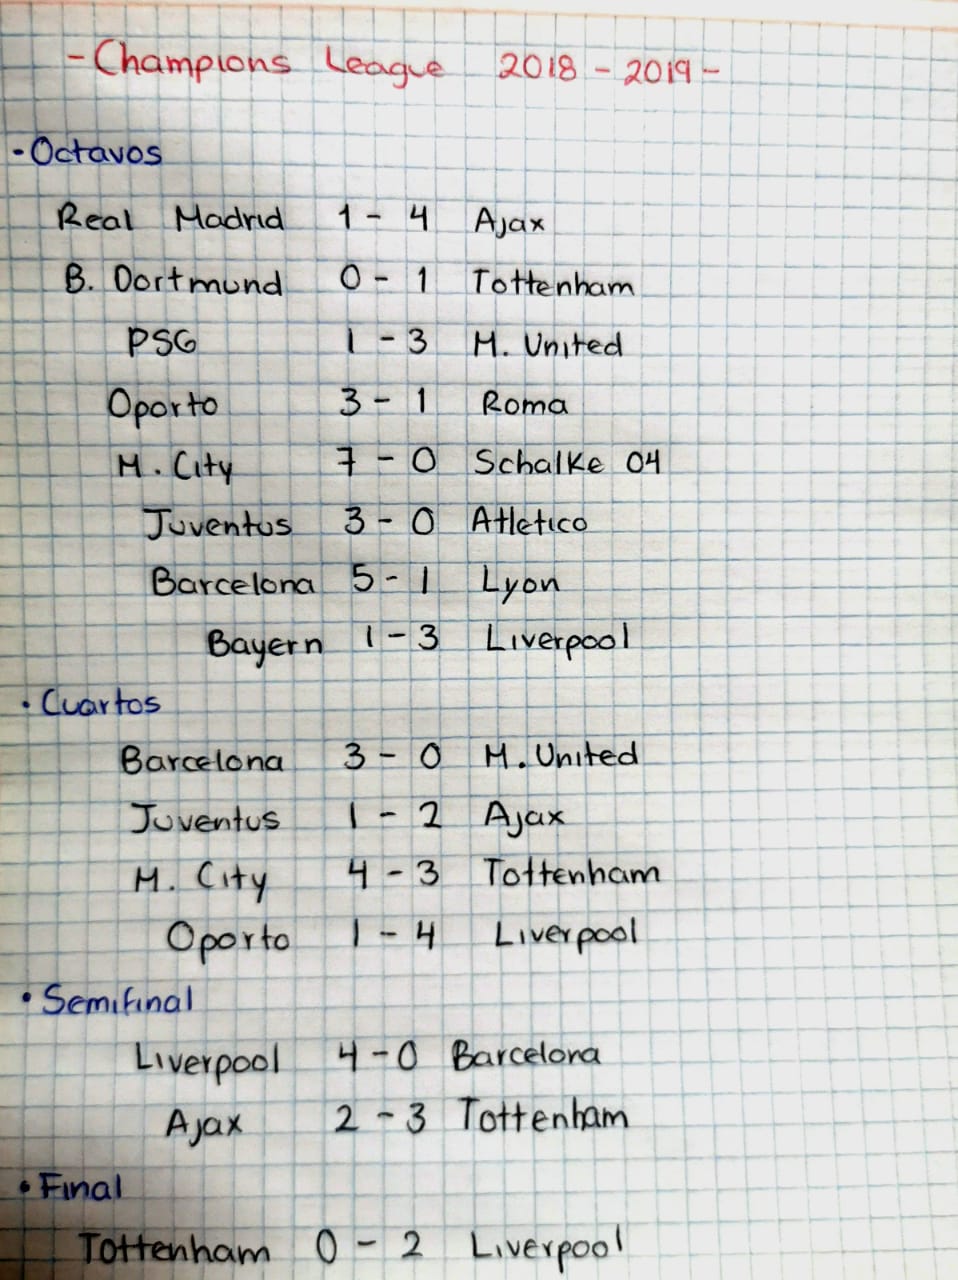 - Champions League 2018 - 2019 -
• Octavos
Real Madrid 1 - 4 Ajax
B. Dortmund 0 - 1 Tottenham
PSG 1 - 3 M. United
Oporto 3 - 1 Roma
M. City 7 - 0 Schalke 04
Juventus 3 - 0 Atletico
Barcelona 5 - 1 Lyon
Bayern 1 - 3 Liverpool
• Cuartos
Barcelona 3 - 0 M. United
Juventus 1 - 2 Ajax
M. City 4 - 3 Tottenham
Oporto 1 - 4 Liverpool
• Semifinal
Liverpool 4 - 0 Barcelona
Ajax 2 - 3 Tottenham
• Final
Tottenham 0 - 2 Liverpool